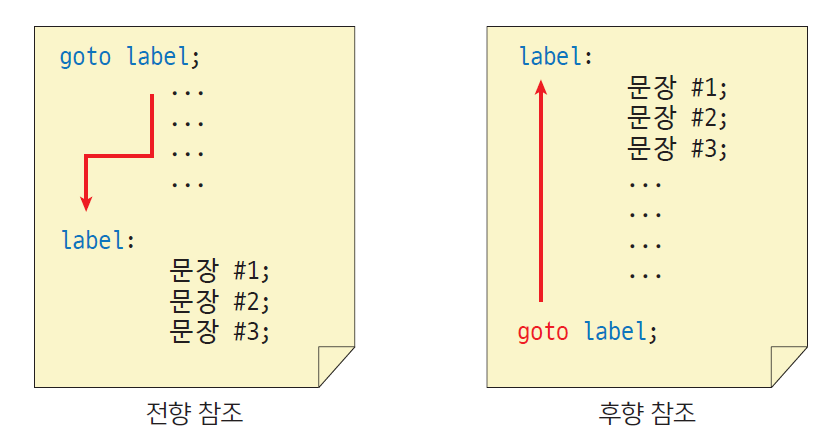 goto label;
...
...
...
...
label:
문장 #1;
문장 #2;
문장 #3;
전향 참조
label:
문장 #1;
문장 #2;
문장 #3;
...
...
...
...
goto label;
후향 참조